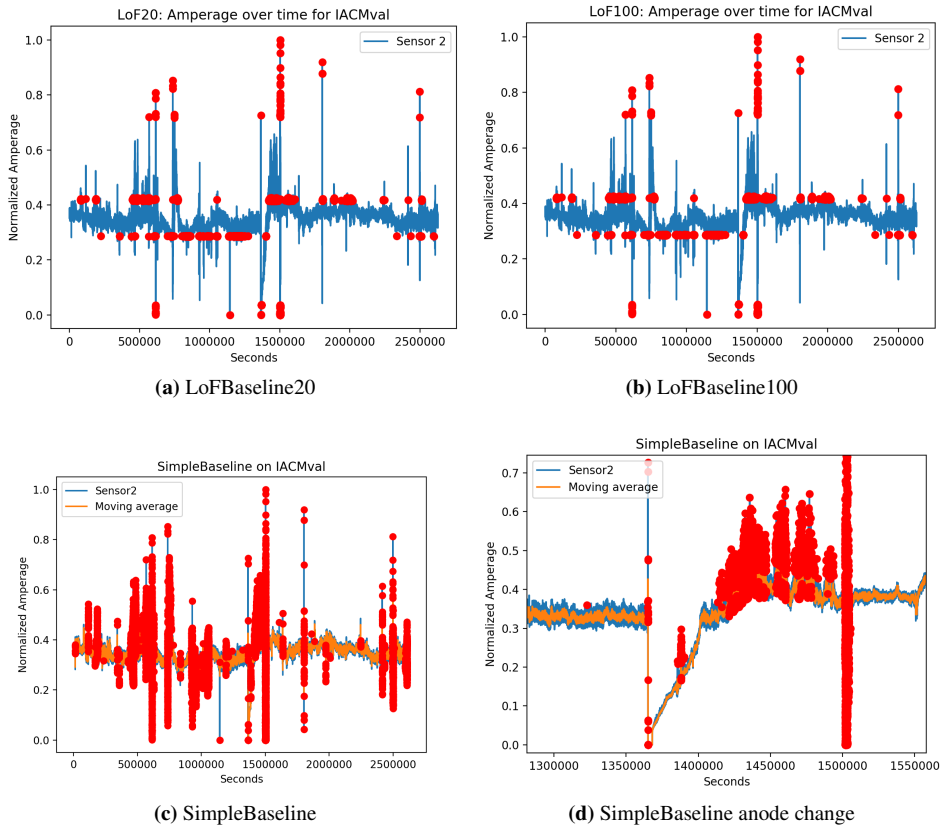 LoF20: Amperage over time for IACMval
Sensor 2
Normalized Amperage
1.0
0.8
0.6
0.4
0.2
0.0
0 500000 1000000 1500000 2000000 2500000
Seconds
(a) LoFBaseline20
LoF100: Amperage over time for IACMval
Sensor 2
Normalized Amperage
1.0
0.8
0.6
0.4
0.2
0.0
0 500000 1000000 1500000 2000000 2500000
Seconds
(b) LoFBaseline100
SimpleBaseline on IACMval
Sensor2
Moving average
Normalized Amperage
1.0
0.8
0.6
0.4
0.2
0.0
0 500000 1000000 1500000 2000000 2500000
Seconds
(c) SimpleBaseline
SimpleBaseline on IACMval
Sensor2
Moving average
Normalized Amperage
0.7
0.6
0.5
0.4
0.3
0.2
0.1
0.0
1300000 1350000 1400000 1450000 1500000 1550000
Seconds
(d) SimpleBaseline anode change